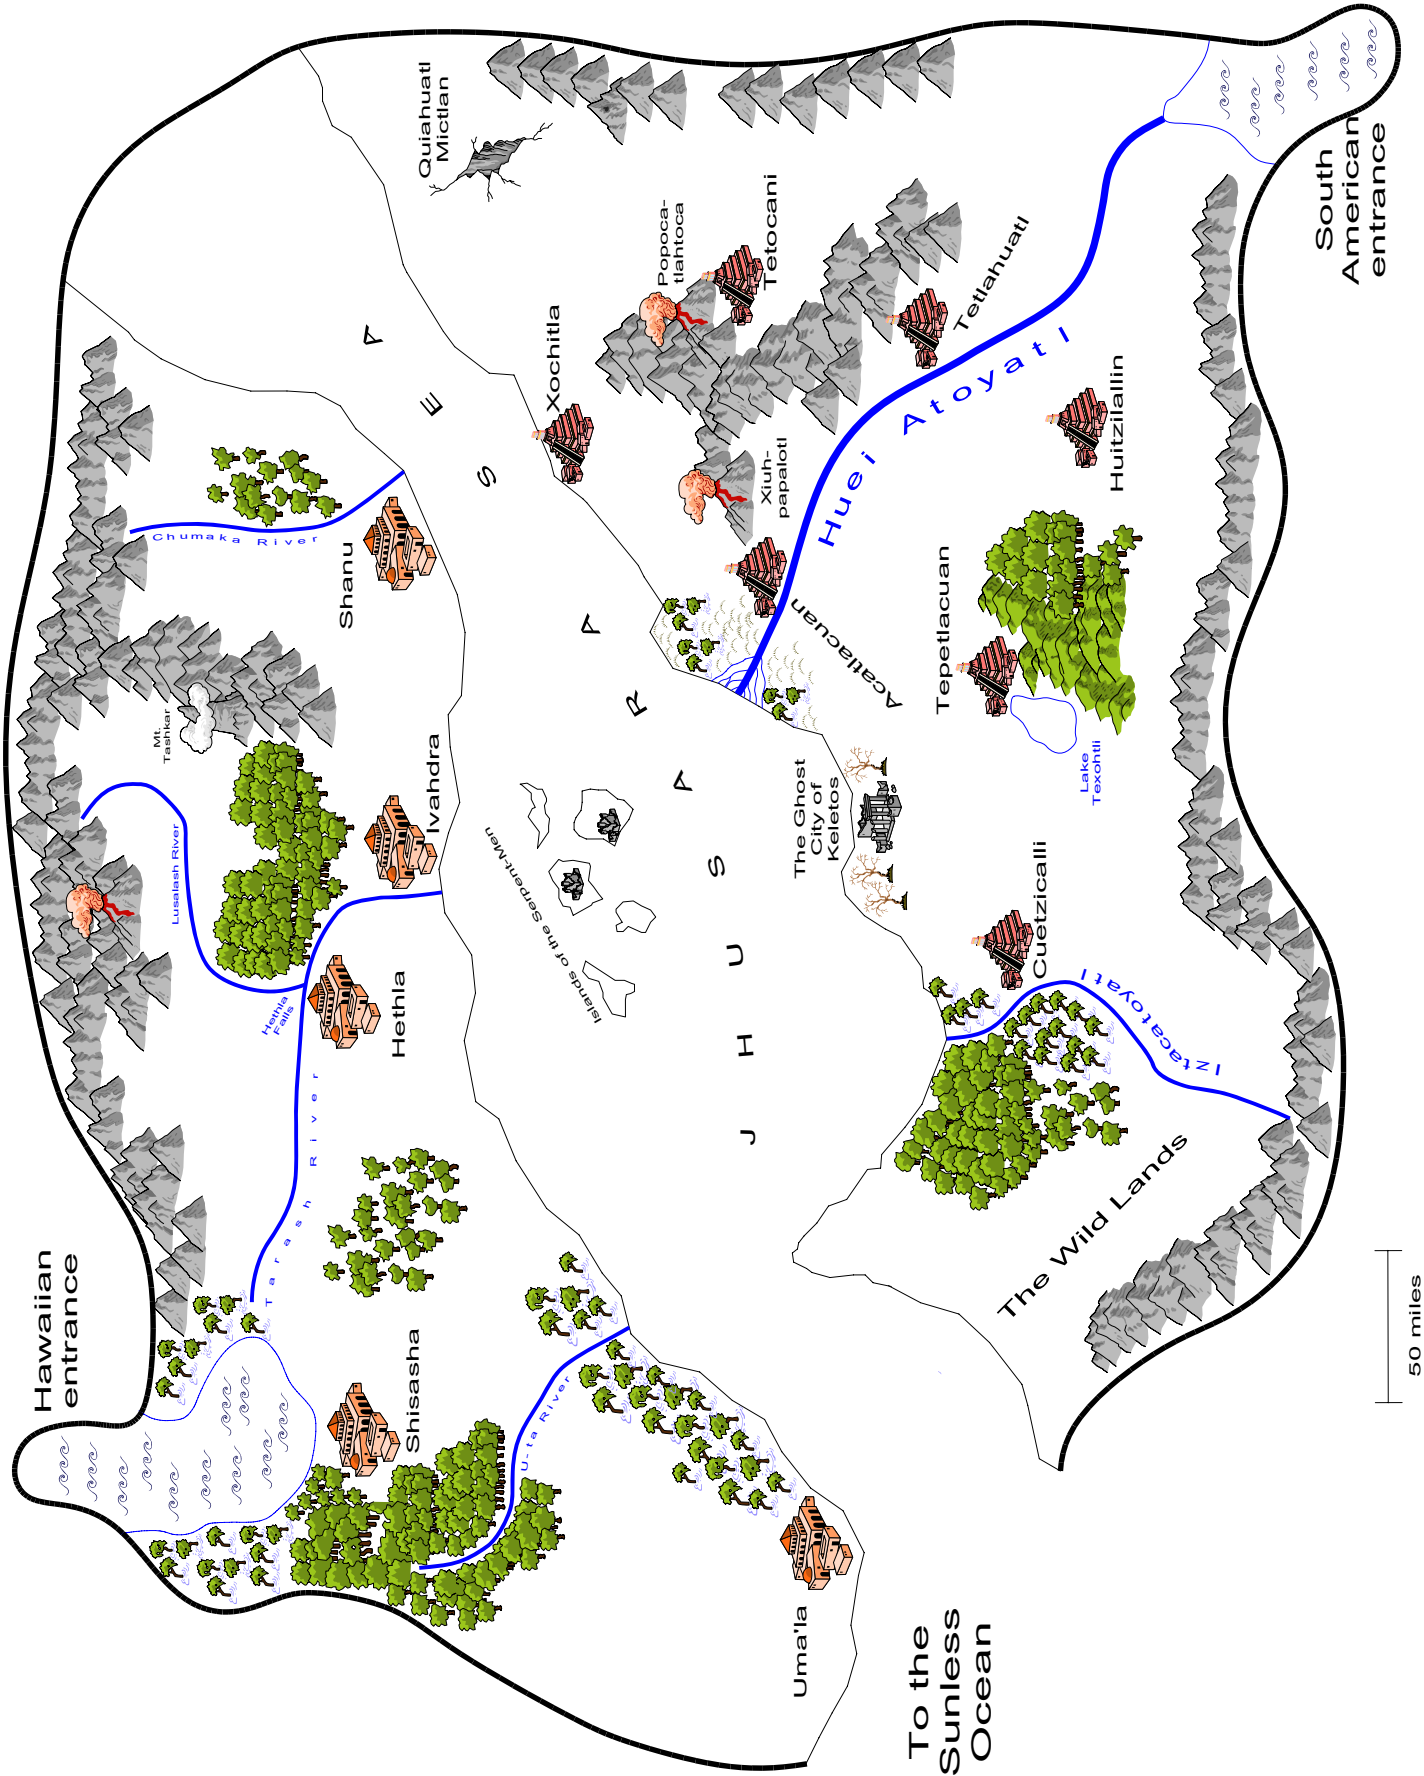 Hawaiian
entrance
Mt.
Tashkar
Lusalash River
Chumaka River
Hethla
Falls
Tarash River
Shanu
Ivahdra
Hethla
Shisasha
Quiahuatl
Mictlan
U-ta River
Islands of the Serpent-Men
JHUSARA SEA
Xochitla
Popoca-
tlahtoca
Tetocani
Xiuh-
papalotl
Uma'la
The Ghost
City of
Keletos
Acatlacuan
Huei Atoyatl
Tetlahuatl
To the
Sunless
Ocean
Tepetlacuan
Cuetzicalli
Lake
Texohtli
Huitzilallin
Iztacatoyatl
The Wild Lands
South
American
entrance
50 miles